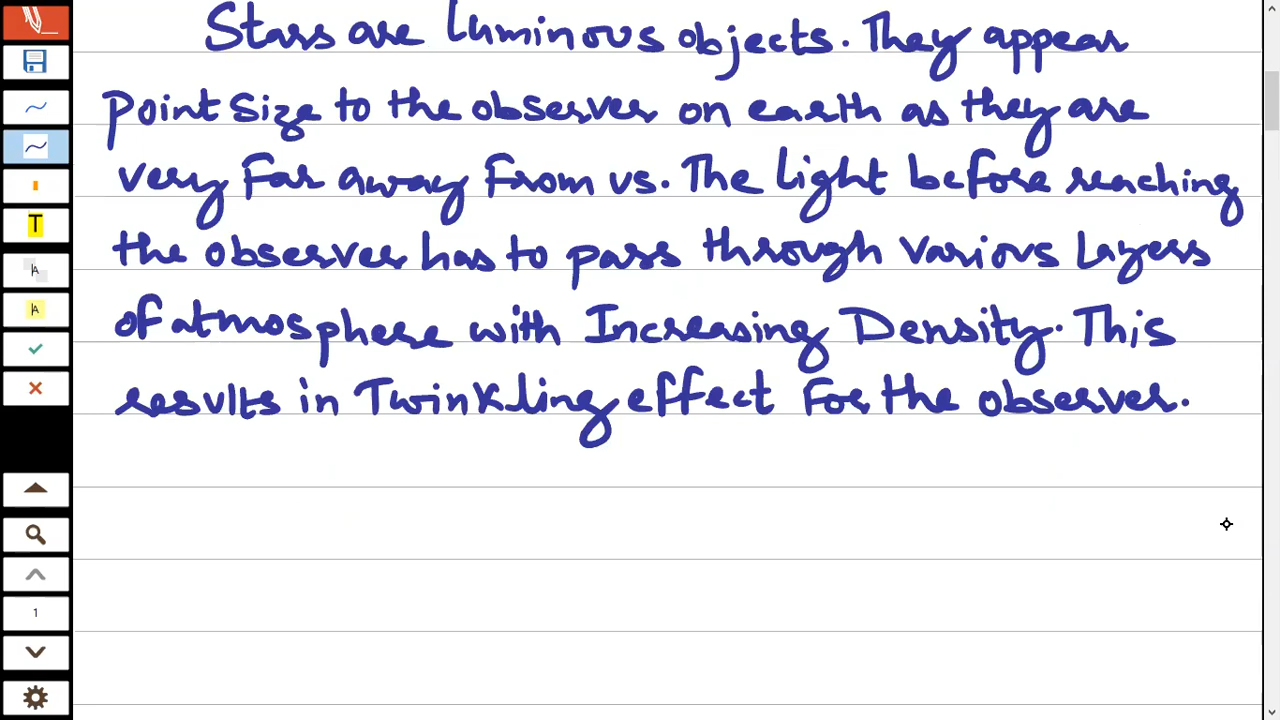 Stars are Luminous objects. They appear
point size to the observer on earth as they are
very Far away From us. The Light before reaching
the observer has to pass through various Layers
of atmosphere with Increasing Density. This
results in Twinkling effect For the observer.
T
A
A
1